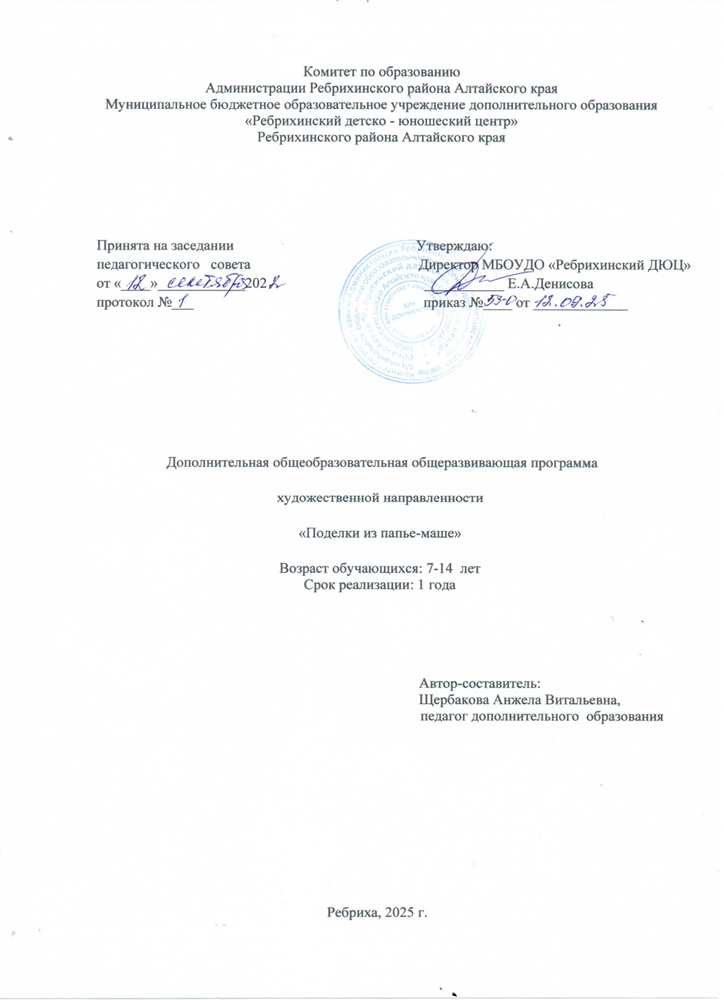 Комитет по образованию
Администрации Ребрихинского района Алтайского края
Муниципальное бюджетное образовательное учреждение дополнительного образования
«Ребрихинский детско - юношеский центр»
Ребрихинского района Алтайского края
Принята на заседании
педагогического совета
от «12» сентября 2022
протокол № 1
Утверждаю:
Директор МБОУДО «Ребрихинский ДЮЦ»
Е.А.Денисова
приказ № 53-О от 12.09.25
для
документов
Дополнительная общеобразовательная общеразвивающая программа
художественной направленности
«Поделки из папье-маше»
Возраст обучающихся: 7-14 лет
Срок реализации: 1 года
Автор-составитель:
Щербакова Анжела Витальевна,
педагог дополнительного образования
Ребриха, 2025 г.